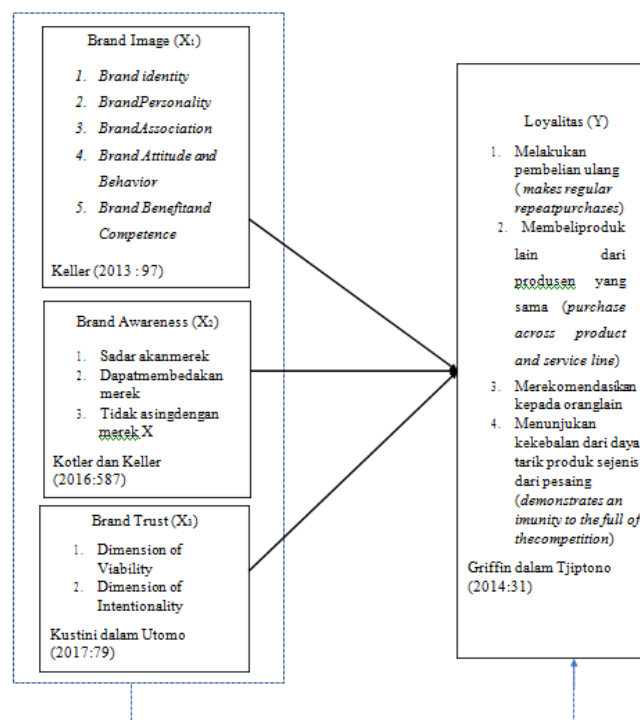 Brand Image (X₁)
1. Brand identity
2. BrandPersonality
3. BrandAssociation
4. Brand Attitude and
Behavior
5. Brand Benefitand
Competence
Keller (2013 : 97)
Brand Awareness (X₂)
1. Sadar akanmerek
2. Dapatmembedakan
merek
3. Tidak asingdengan
merek X
Kotler dan Keller
(2016:587)
Brand Trust (X₃)
1. Dimension of
Viability
2. Dimension of
Intentionality
Kustini dalam Utomo
(2017:79)
Loyalitas (Y)
1. Melakukan
pembelian ulang
( makes regular
repeatpurchases)
2. Membeliproduk
lain dari
produsen yang
sama (purchase
across product
and service line)
3. Merekomendasikan
kepada oranglain
4. Menunjukan
kekebalan dari daya
tarik produk sejenis
dari pesaing
(demonstrates an
imunity to the full of
thecompetition)
Griffin dalam Tjiptono
(2014:31)